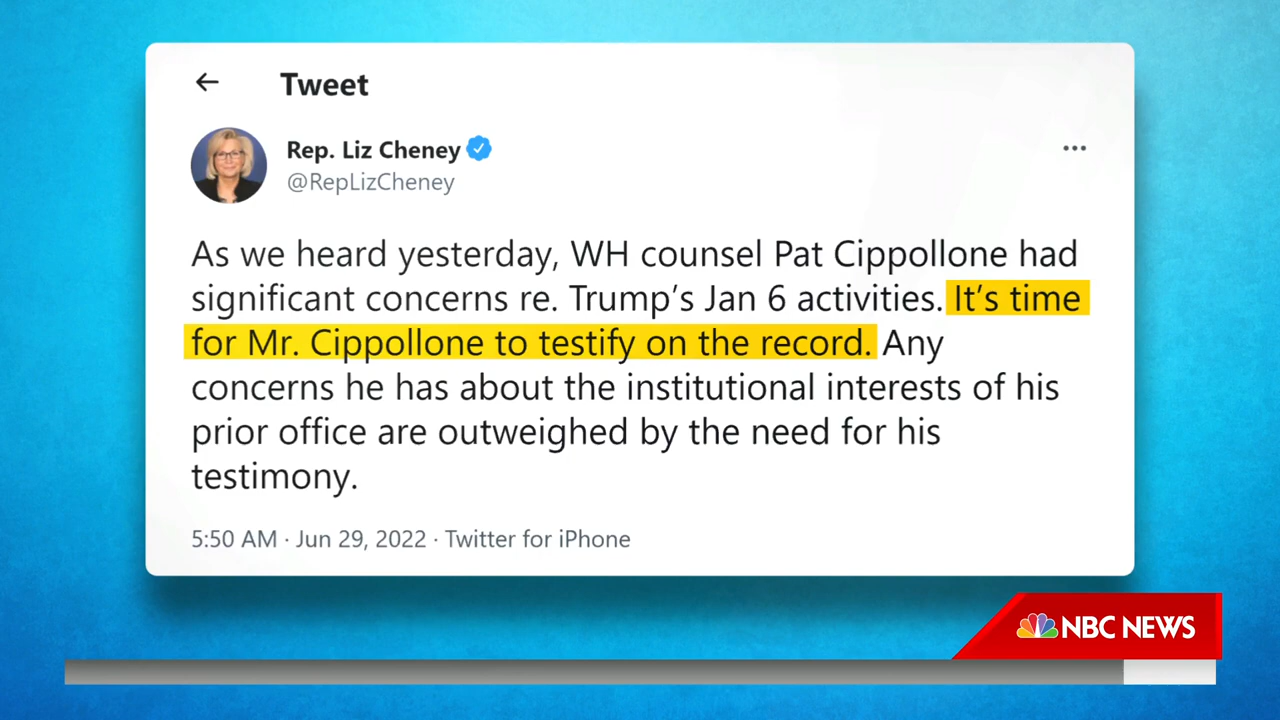 Tweet
Rep. Liz Cheney
@RepLizCheney
As we heard yesterday, WH counsel Pat Cippollone had
significant concerns re. Trump’s Jan 6 activities. It’s time
for Mr. Cippollone to testify on the record. Any
concerns he has about the institutional interests of his
prior office are outweighed by the need for his
testimony.
5:50 AM · Jun 29, 2022 · Twitter for iPhone
NBC NEWS